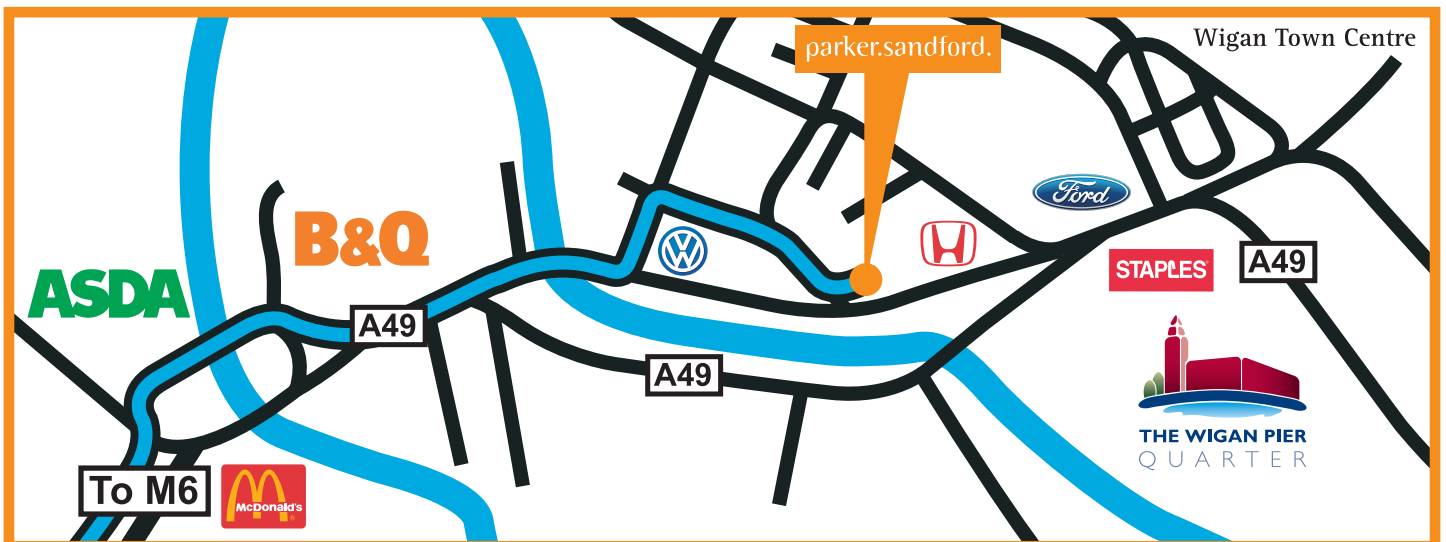 parker.sandford.
Wigan Town Centre
Ford
B&Q
ASDA
STAPLES
A49
A49
A49
THE WIGAN PIER
QUARTER
To M6
McDonald's